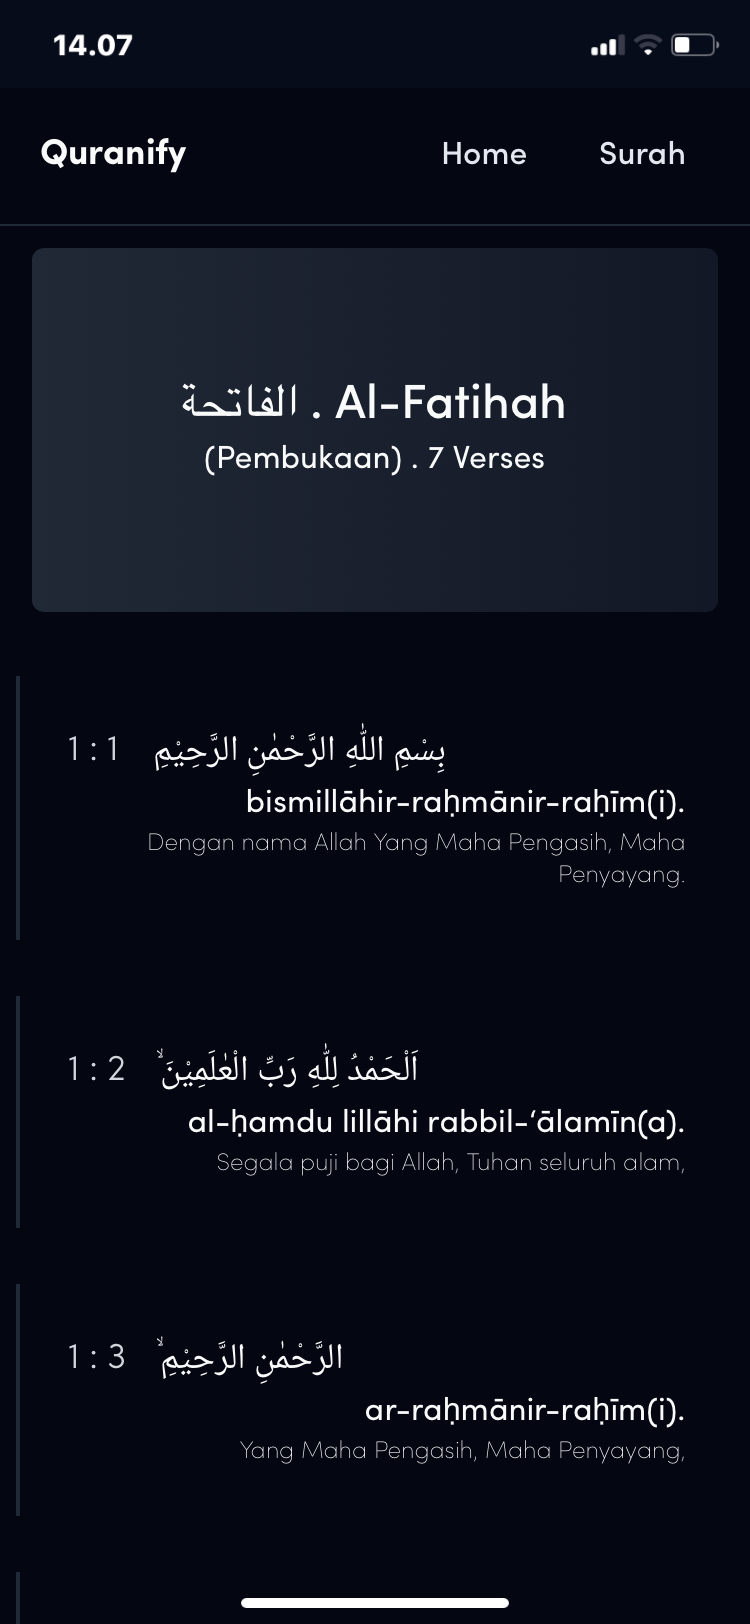 14.07
Quranify Home Surah
الفاتحة . Al-Fatihah
(Pembukaan) . 7 Verses
1 : 1 بِسْمِ اللّٰهِ الرَّحْمٰنِ الرَّحِيْمِ
bismillāhir-raḥmānir-raḥīm(i).
Dengan nama Allah Yang Maha Pengasih, Maha
Penyayang.
1 : 2 اَلْحَمْدُ لِلّٰهِ رَبِّ الْعٰلَمِيْنَۙ
al-ḥamdu lillāhi rabbil-‘ālamīn(a).
Segala puji bagi Allah, Tuhan seluruh alam,
1 : 3 الرَّحْمٰنِ الرَّحِيْمِۙ
ar-raḥmānir-raḥīm(i).
Yang Maha Pengasih, Maha Penyayang,